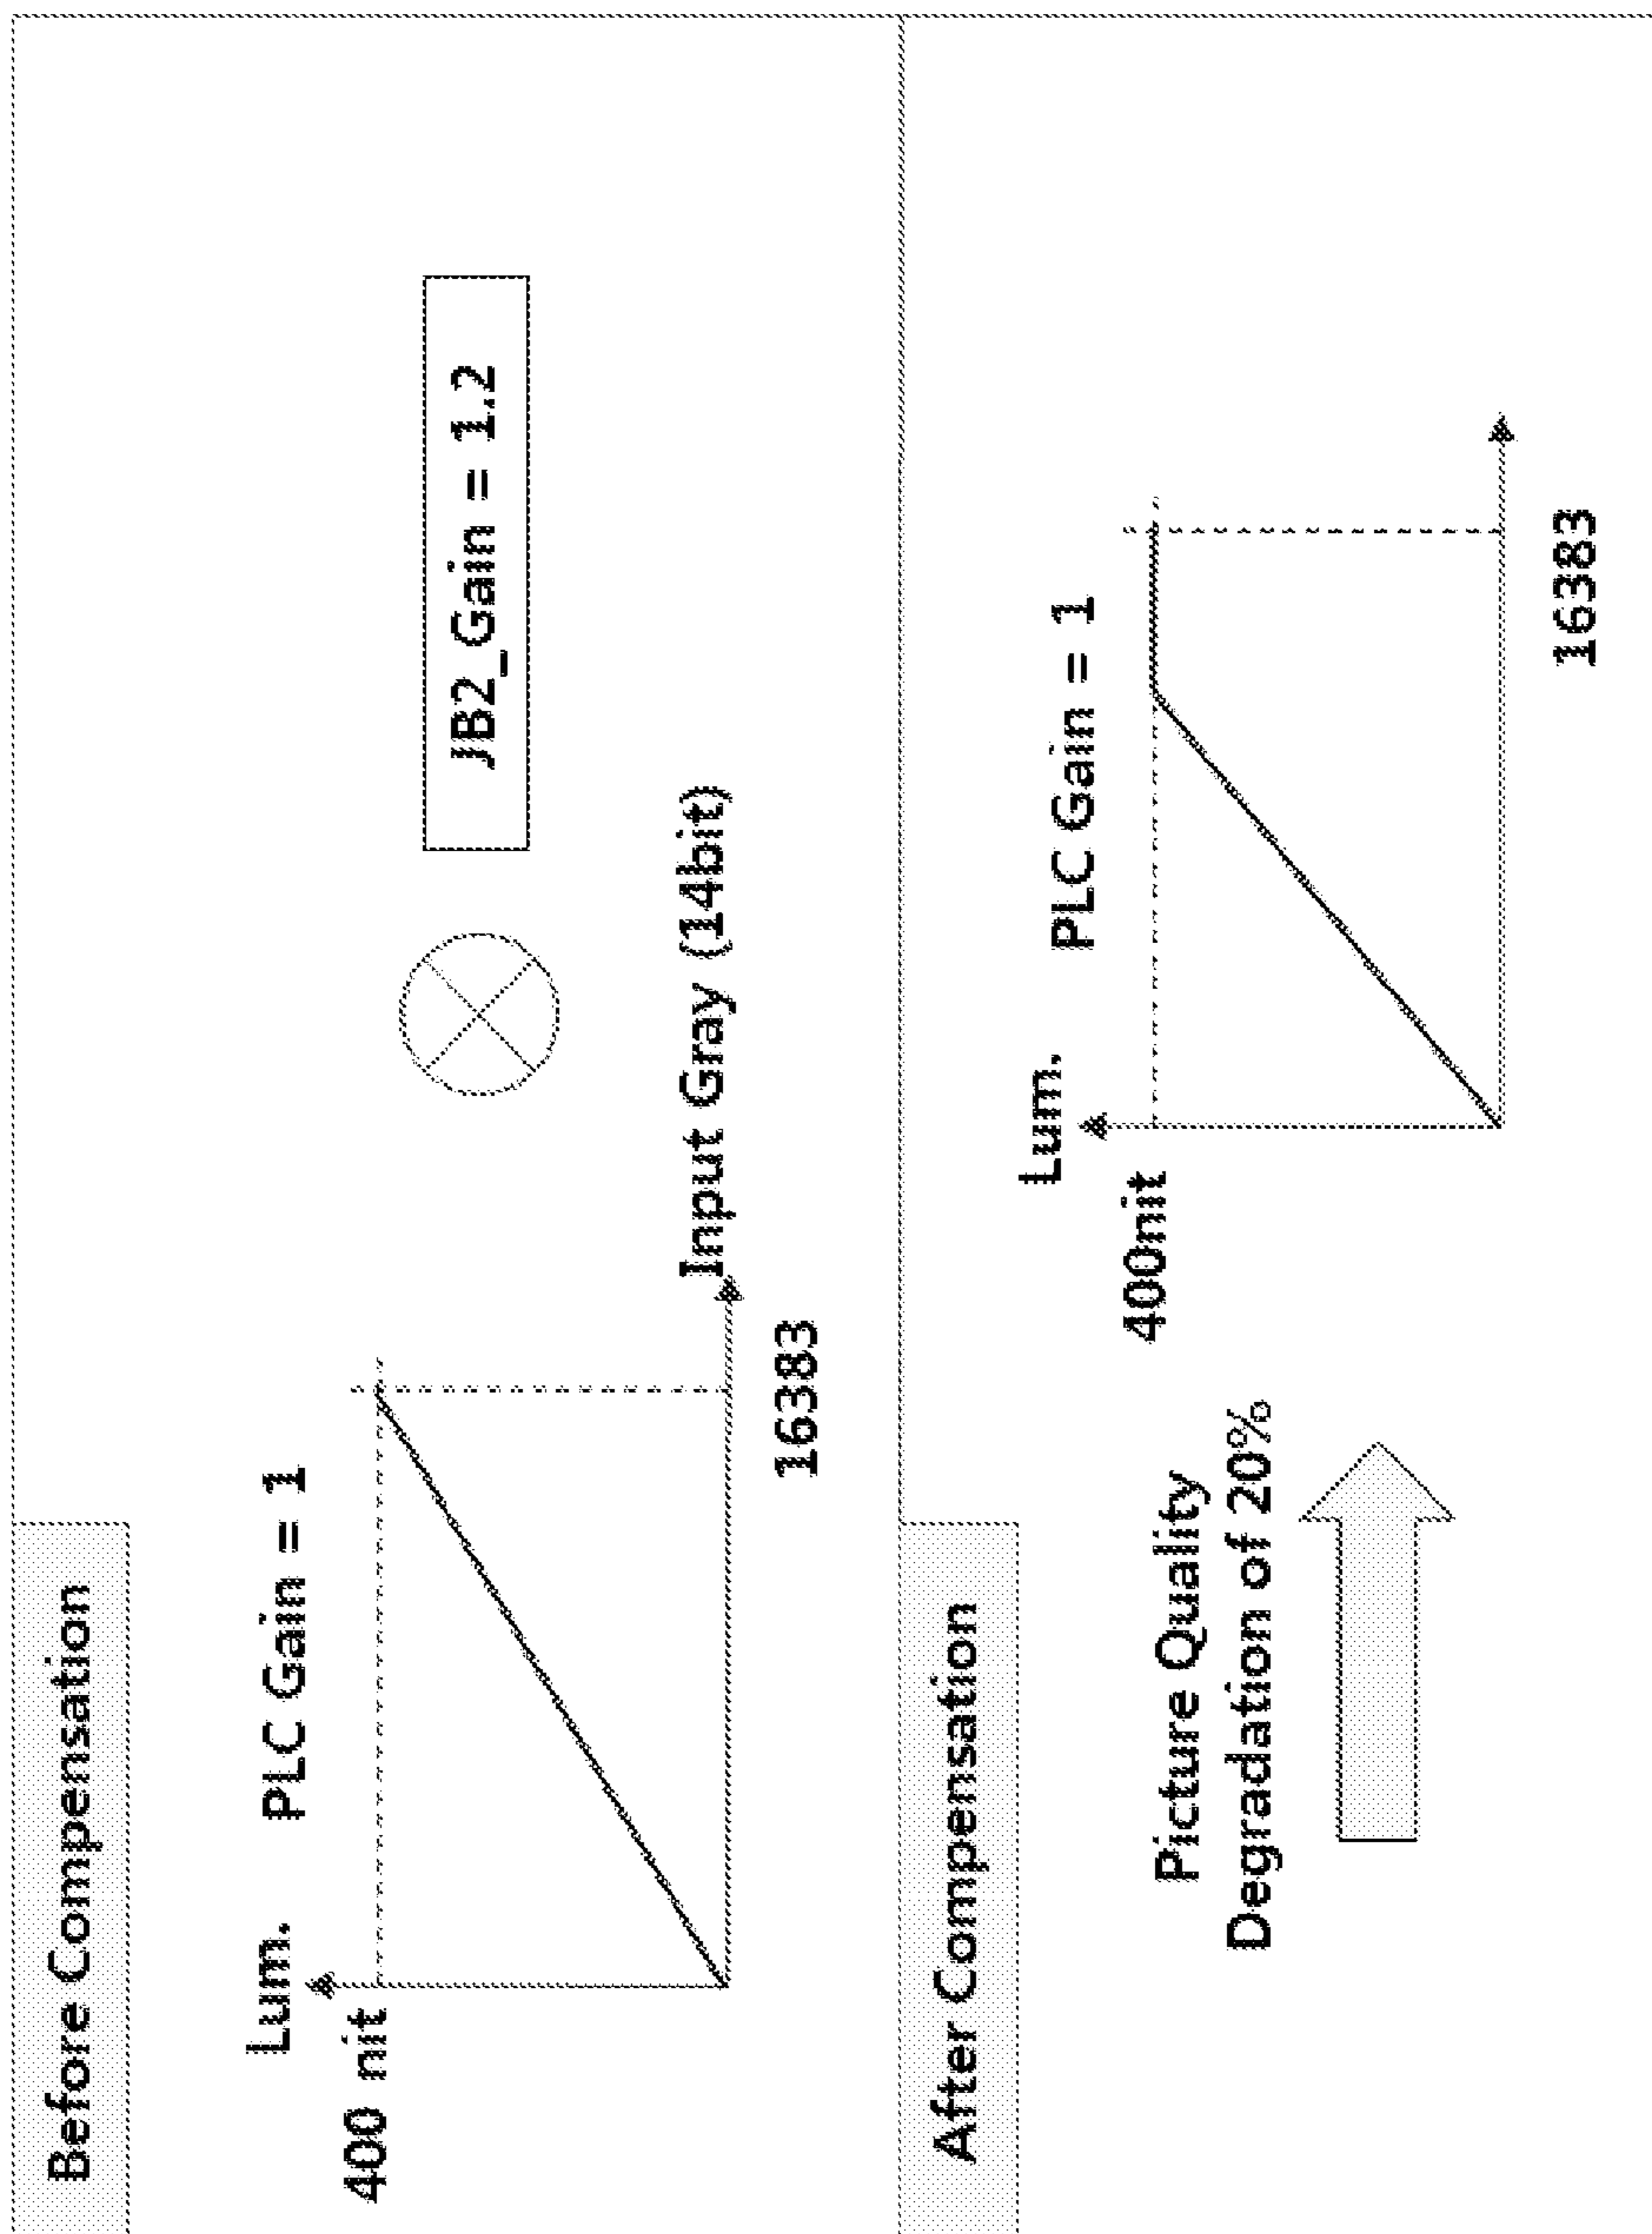 Before Compensation
Lum.
PLC Gain = 1
400 nit
16383
Input Gray (14bit)
JB2_Gain = 1.2
After Compensation
Picture Quality
Degradation of 20%
Lum.
PLC Gain = 1
400nit
16383